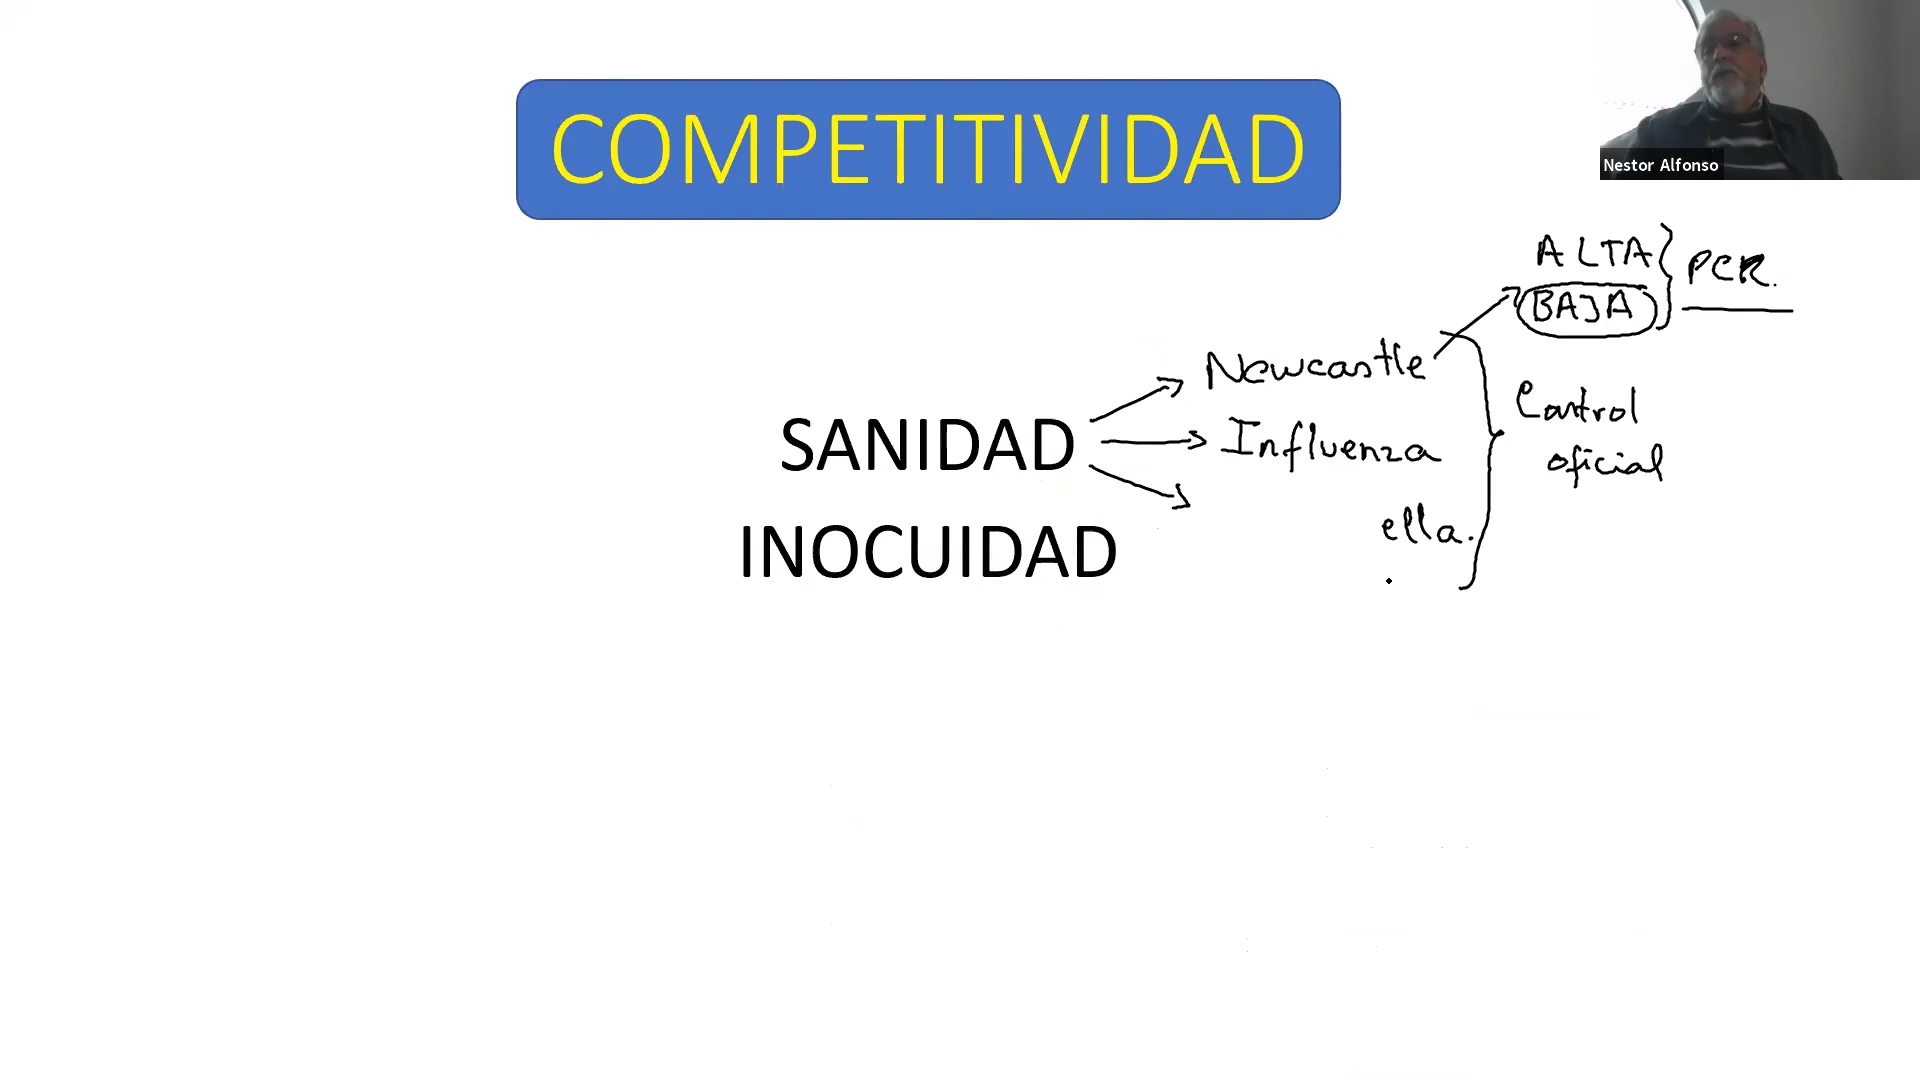 COMPETITIVIDAD
Nestor Alfonso
ALTA
BAJA
PCR.
Newcastle
Control
oficial
SANIDAD
Influenza
ella.
INOCUIDAD